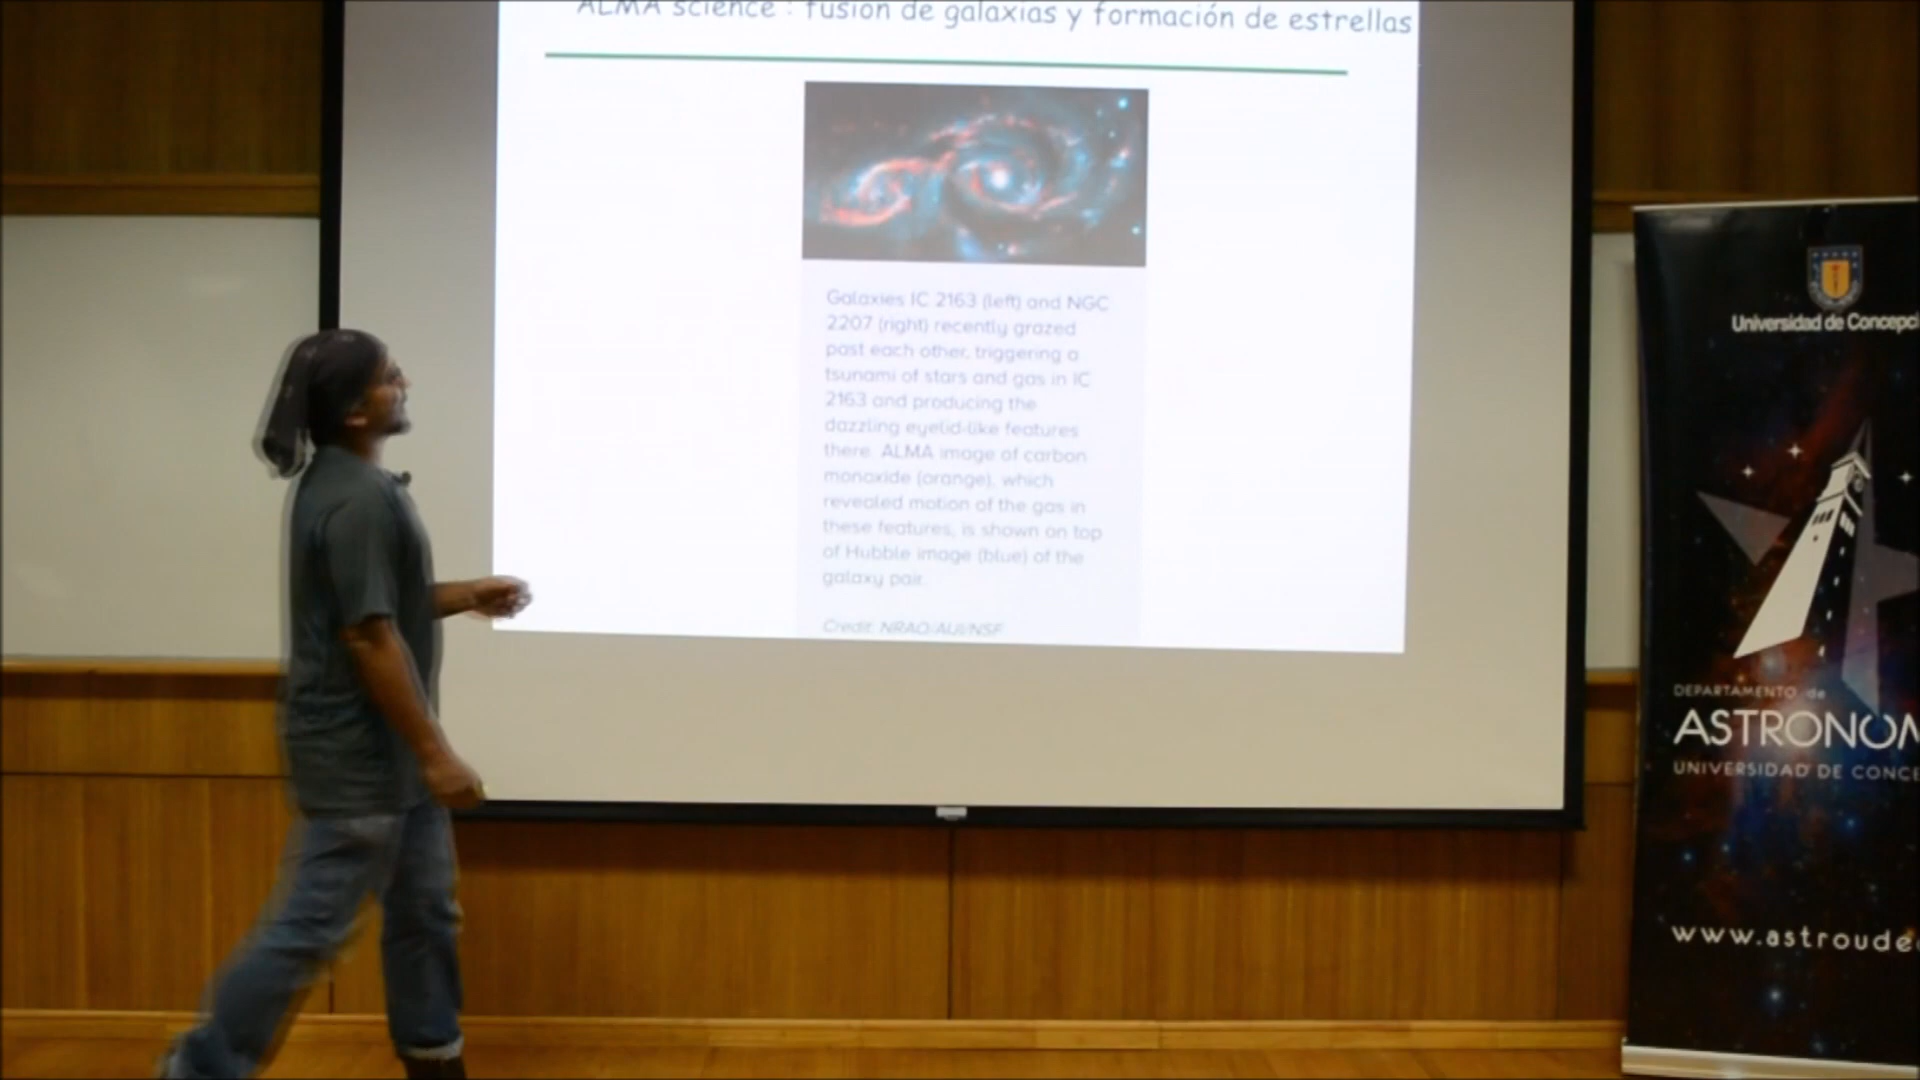 ALMA science : fusión de galaxias y formación de estrellas
Galaxies IC 2163 (left) and NGC
2207 (right) recently grazed
past each other, triggering a
tsunami of stars and gas in IC
2163 and producing the
dazzling eyelid-like features
there. ALMA image of carbon
monoxide (orange), which
revealed motion of the gas in
these features, is shown on top
of Hubble image (blue) of the
galaxy pair.
Credit: NRAO/AUI/NSF
Universidad de Concepci
DEPARTAMENTO de
ASTRONOM
UNIVERSIDAD DE CONCE
www.astroude